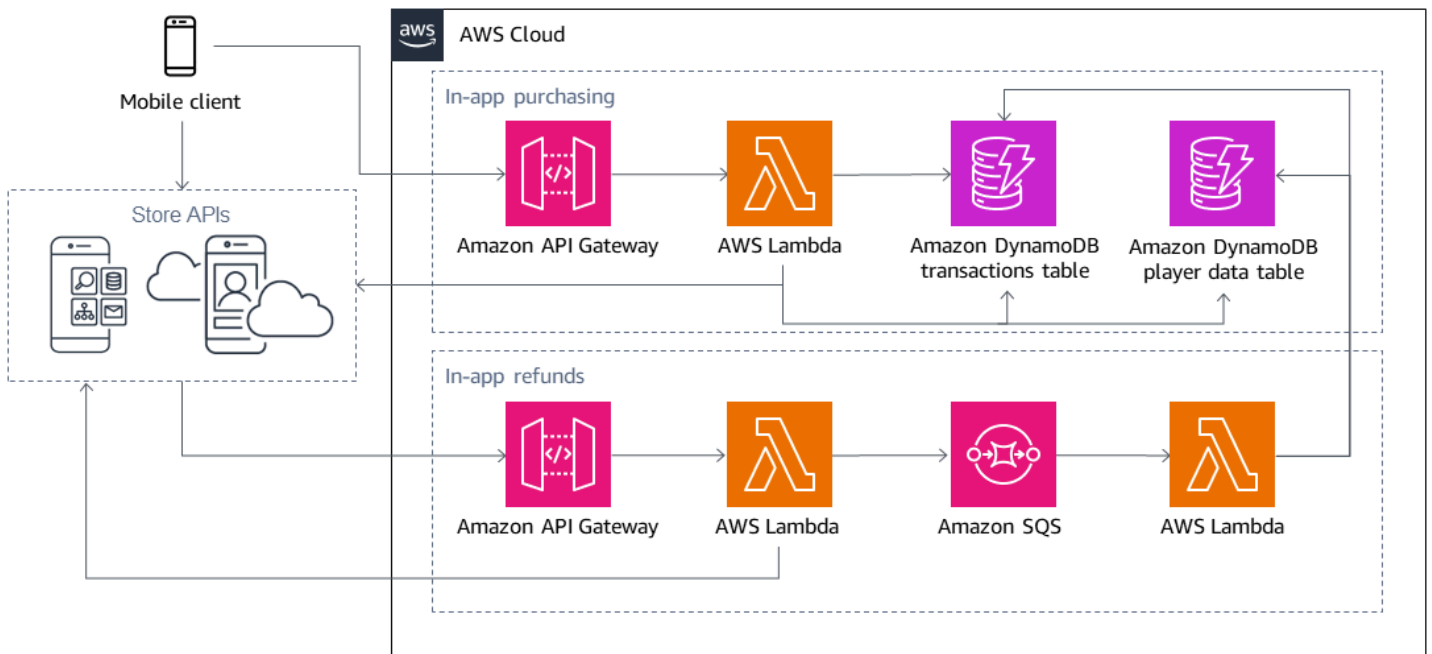 aws
AWS Cloud
Mobile client
In-app purchasing
</>
Amazon API Gateway
AWS Lambda
Amazon DynamoDB
transactions table
Amazon DynamoDB
player data table
Store APIs
In-app refunds
</>
Amazon API Gateway
AWS Lambda
Amazon SQS
AWS Lambda